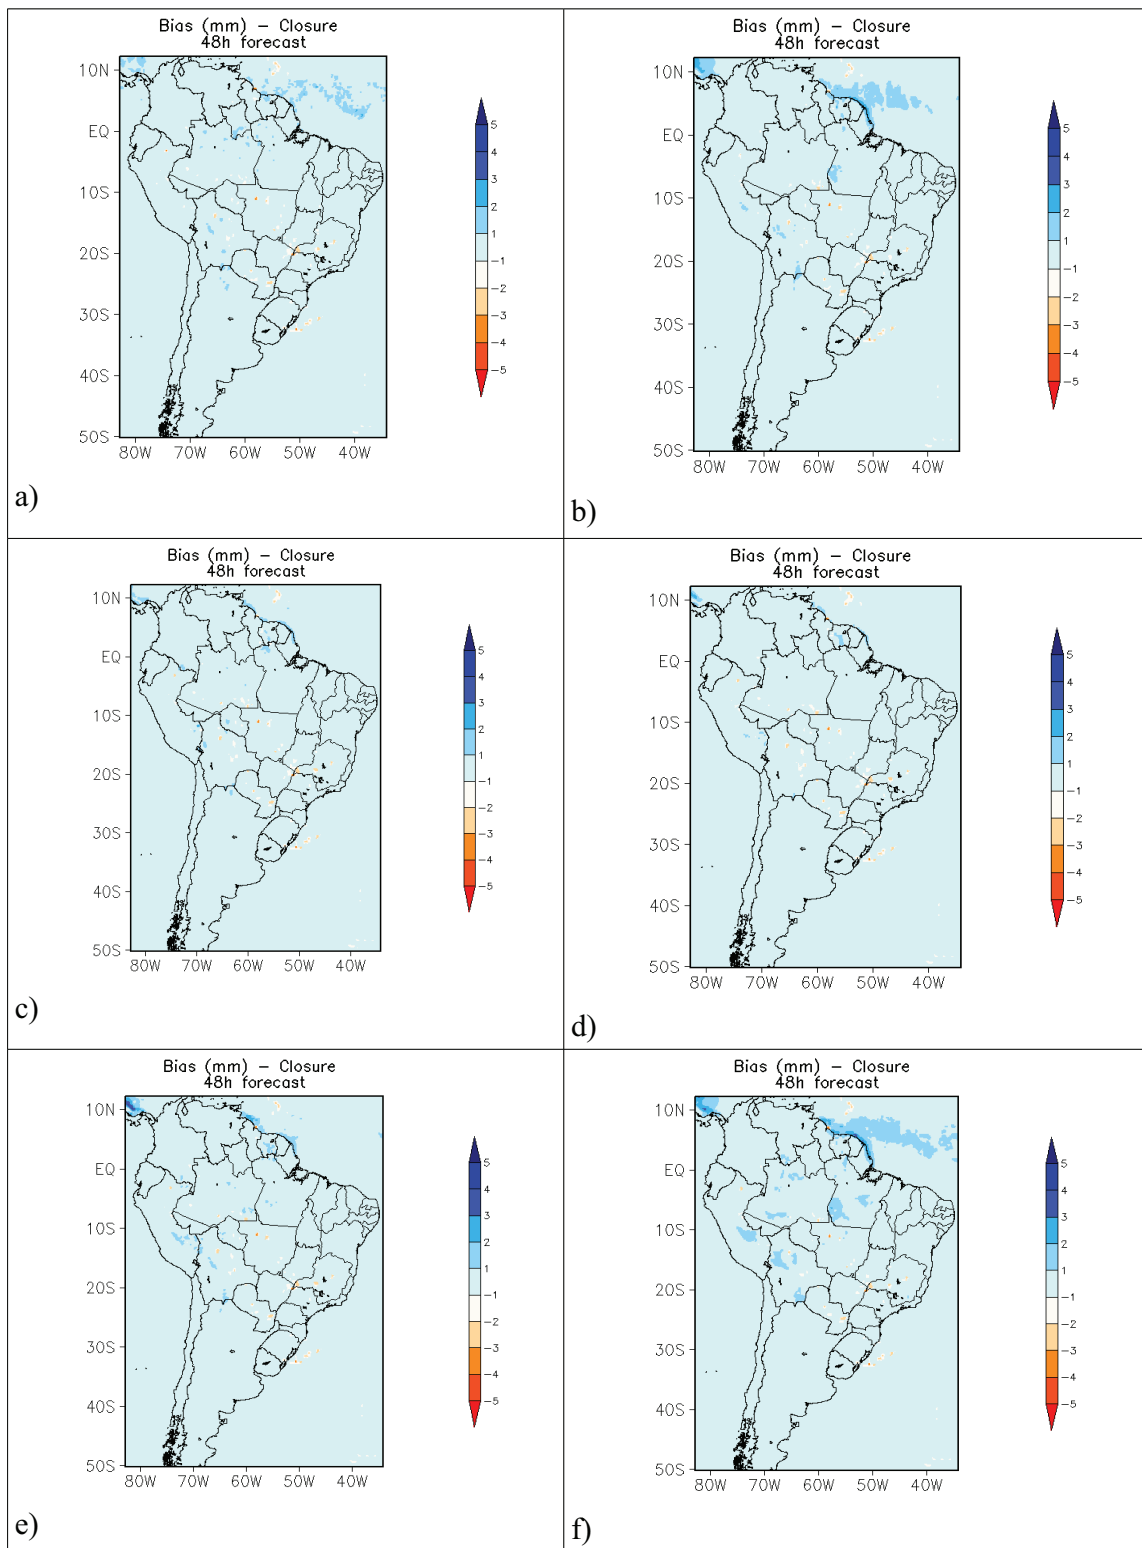 Bias (mm) – Closure
48h forecast
10N
EQ
10S
20S
30S
40S
50S
80W 70W 60W 50W 40W
5
4
3
2
1
−1
−2
−3
−4
−5
a)
Bias (mm) – Closure
48h forecast
10N
EQ
10S
20S
30S
40S
50S
80W 70W 60W 50W 40W
5
4
3
2
1
−1
−2
−3
−4
−5
b)
Bias (mm) – Closure
48h forecast
10N
EQ
10S
20S
30S
40S
50S
80W 70W 60W 50W 40W
5
4
3
2
1
−1
−2
−3
−4
−5
c)
Bias (mm) – Closure
48h forecast
10N
EQ
10S
20S
30S
40S
50S
80W 70W 60W 50W 40W
5
4
3
2
1
−1
−2
−3
−4
−5
d)
Bias (mm) – Closure
48h forecast
10N
EQ
10S
20S
30S
40S
50S
80W 70W 60W 50W 40W
5
4
3
2
1
−1
−2
−3
−4
−5
e)
Bias (mm) – Closure
48h forecast
10N
EQ
10S
20S
30S
40S
50S
80W 70W 60W 50W 40W
5
4
3
2
1
−1
−2
−3
−4
−5
f)